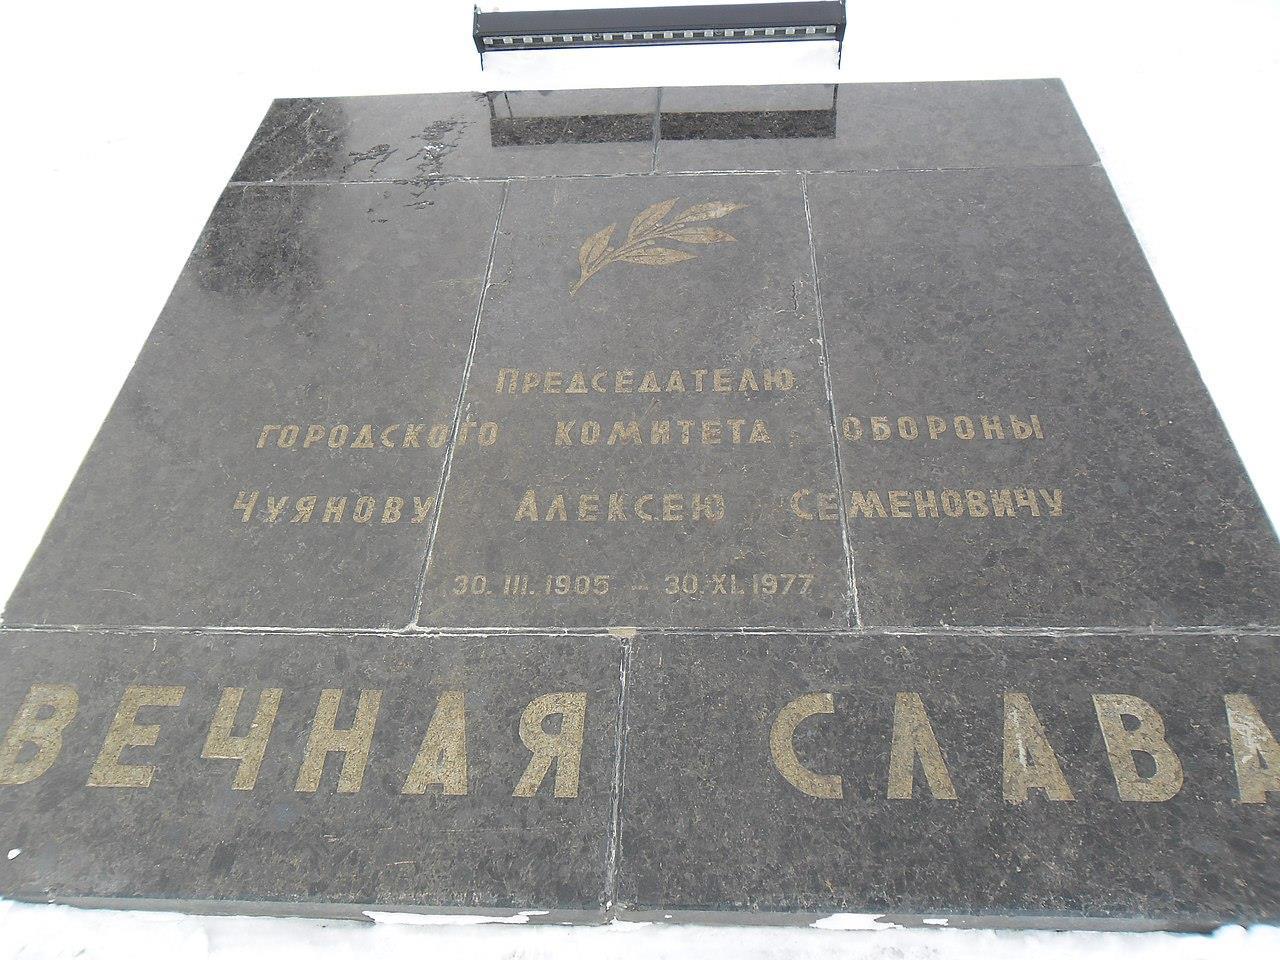 Председателю
городского комитета обороны
Чуянову Алексею Семеновичу
30.III.1905 – 30.XI.1977
ВЕЧНАЯ СЛАВА